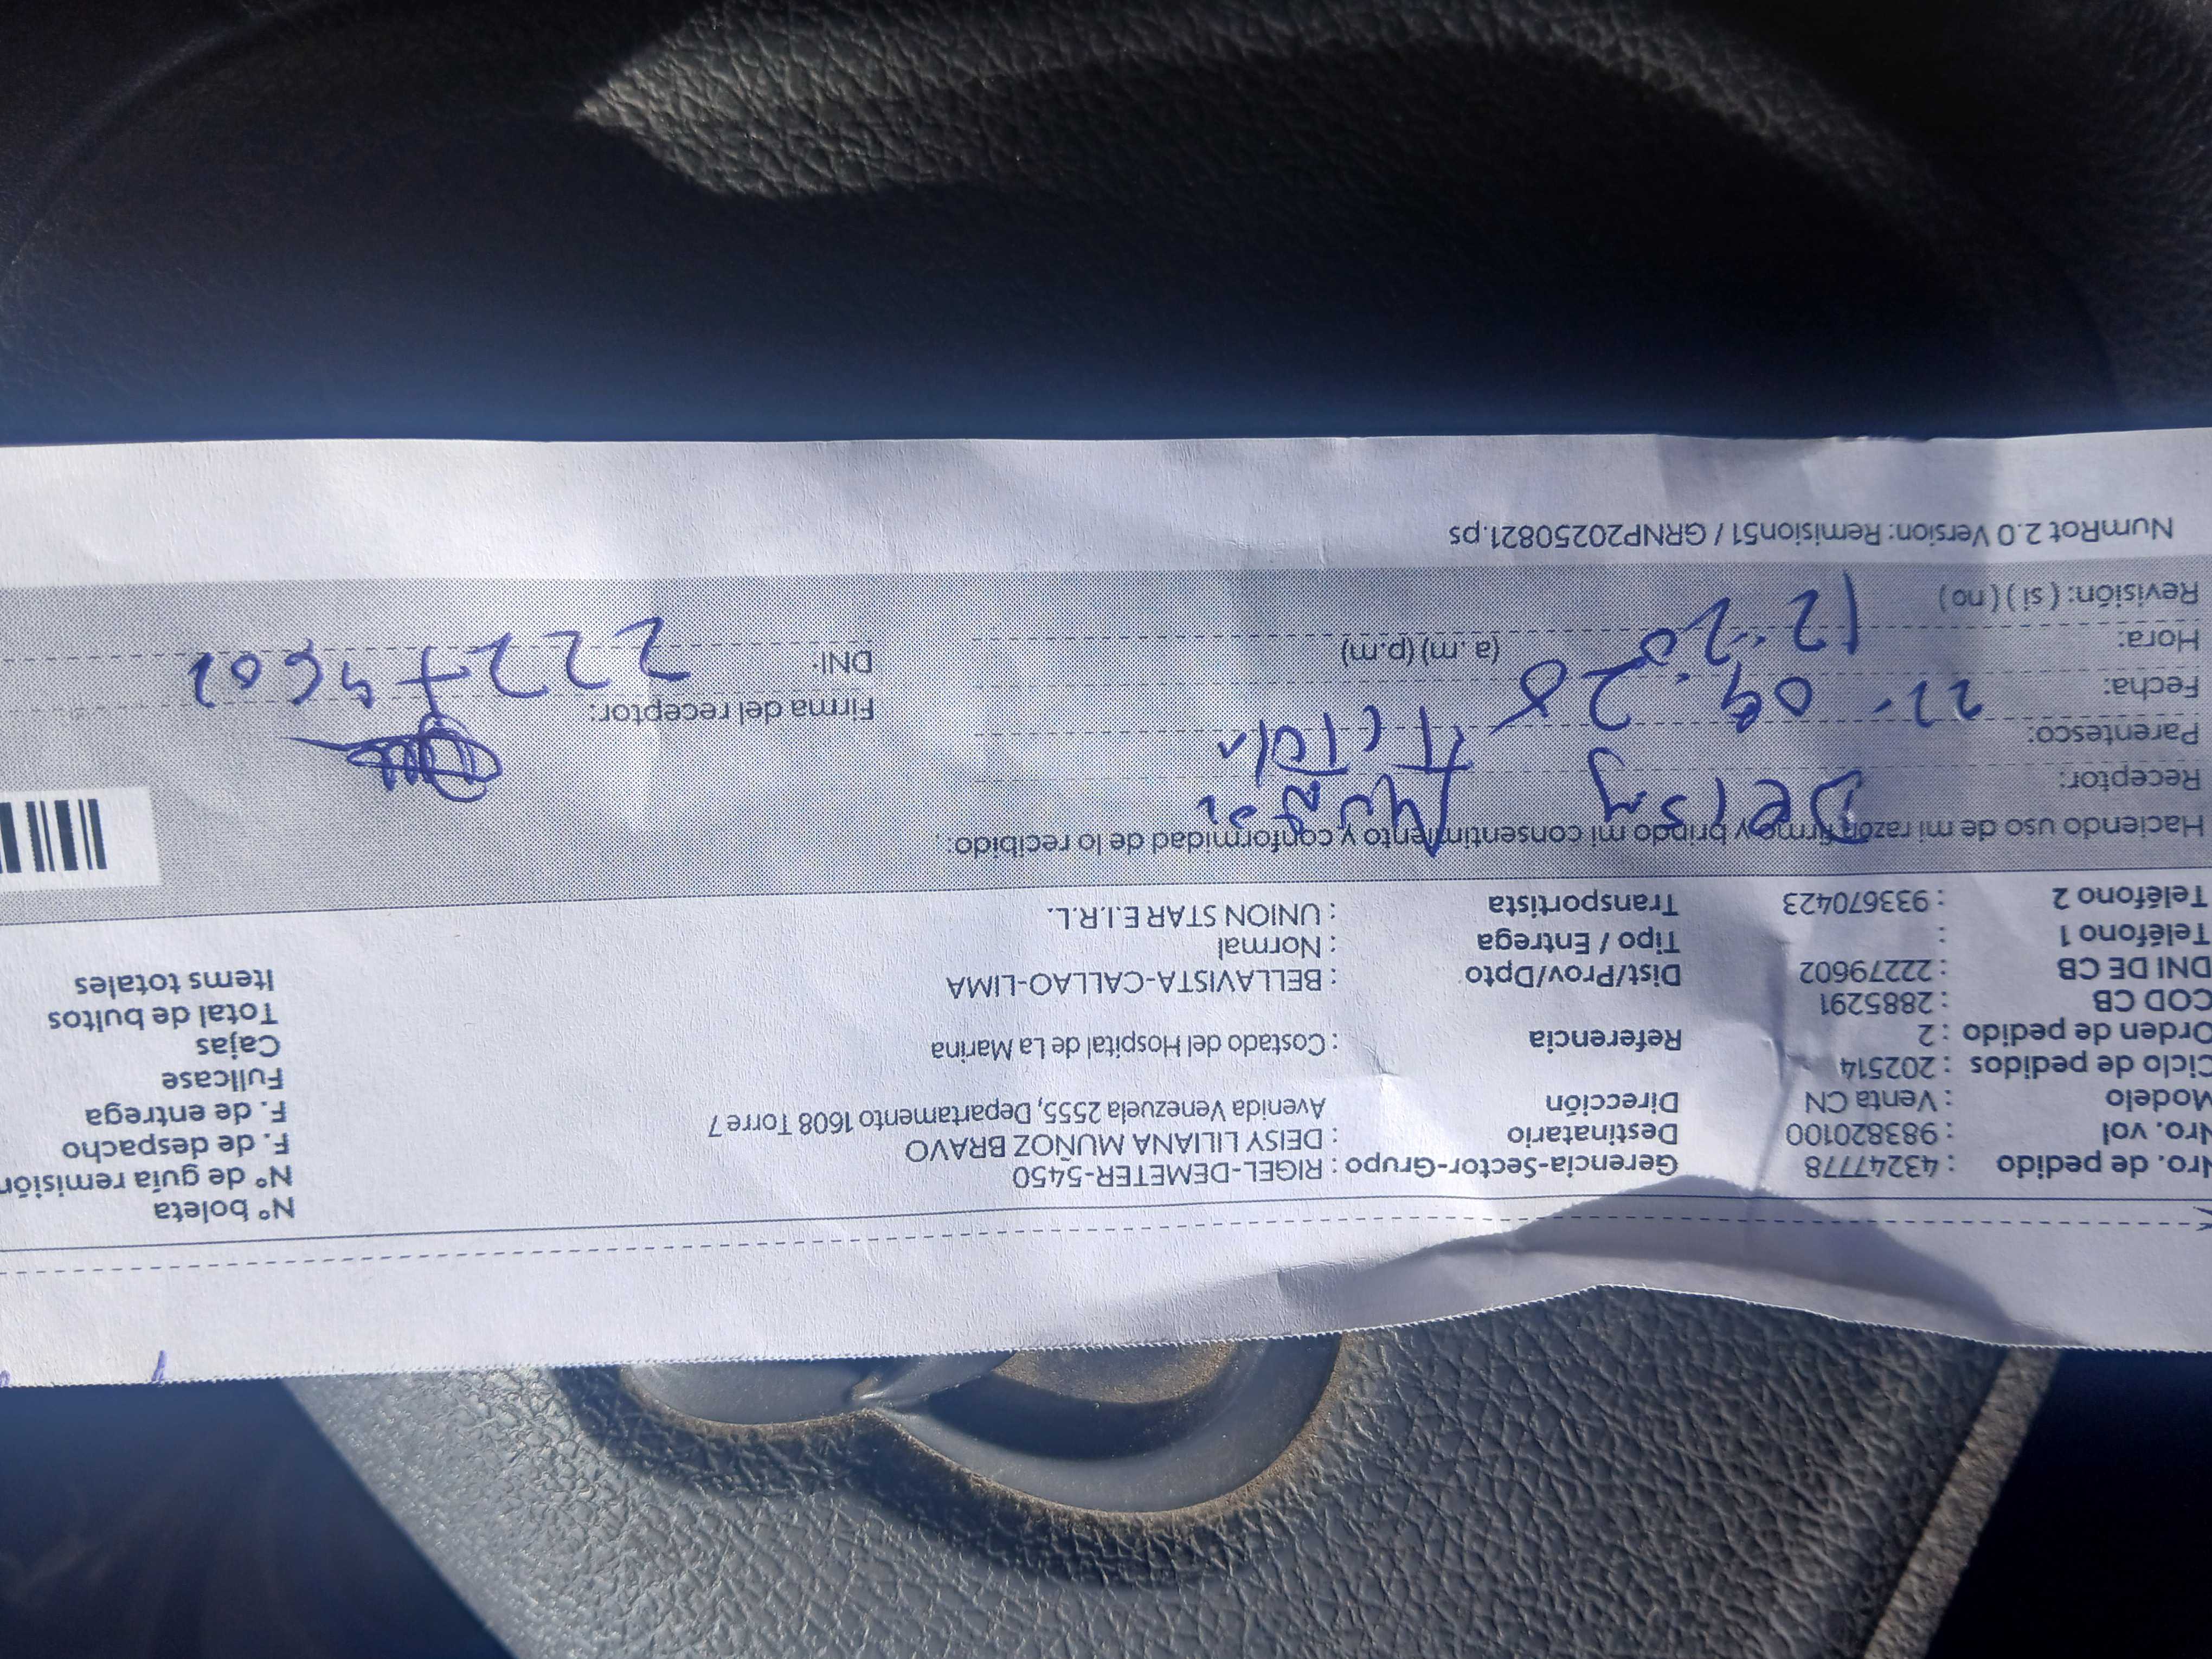 N° boleta
Nro. de pedido : 43247778 Gerencia-Sector-Grupo : RIGEL-DEMETER-5450 N° de guía remisión
Nro. vol : 983820100 Destinatario : DEISY LILIANA MUÑOZ BRAVO F. de despacho
Modelo : Venta CN Dirección Avenida Venezuela 2555, Departamento 1608 Torre 7 F. de entrega
Ciclo de pedidos : 202514 Fullcase
Orden de pedido : 2 Referencia : Costado del Hospital de La Marina Cajas
COD CB : 2885291 Total de bultos
DNI DE CB : 22279602 Dist/Prov/Dpto : BELLAVISTA-CALLAO-LIMA Items totales
Teléfono 1 : Tipo / Entrega : Normal
Teléfono 2 : 933670423 Transportista : UNION STAR E.I.R.L.
Haciendo uso de mi razón firmo y brindo mi consentimiento y conformidad de lo recibido:
Receptor: Deisy Muñoz
Parentesco: Titular
Firma del receptor:
Fecha: 22. 09. 25
DNI: 22279602
Hora: 12:20 (a. m) (p.m)
Revisión: ( si ) ( no )
NumRot 2.0 Version: Remision51 / GRNP20250821.ps